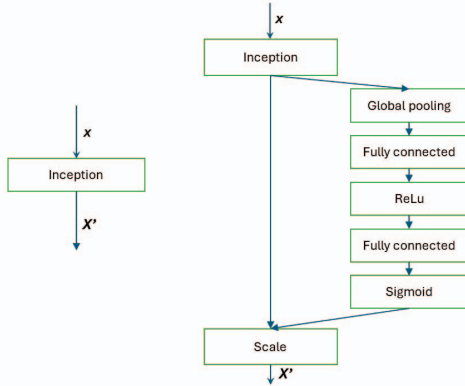 x
Inception
X'
x
Inception
Global pooling
Fully connected
ReLu
Fully connected
Sigmoid
Scale
X'